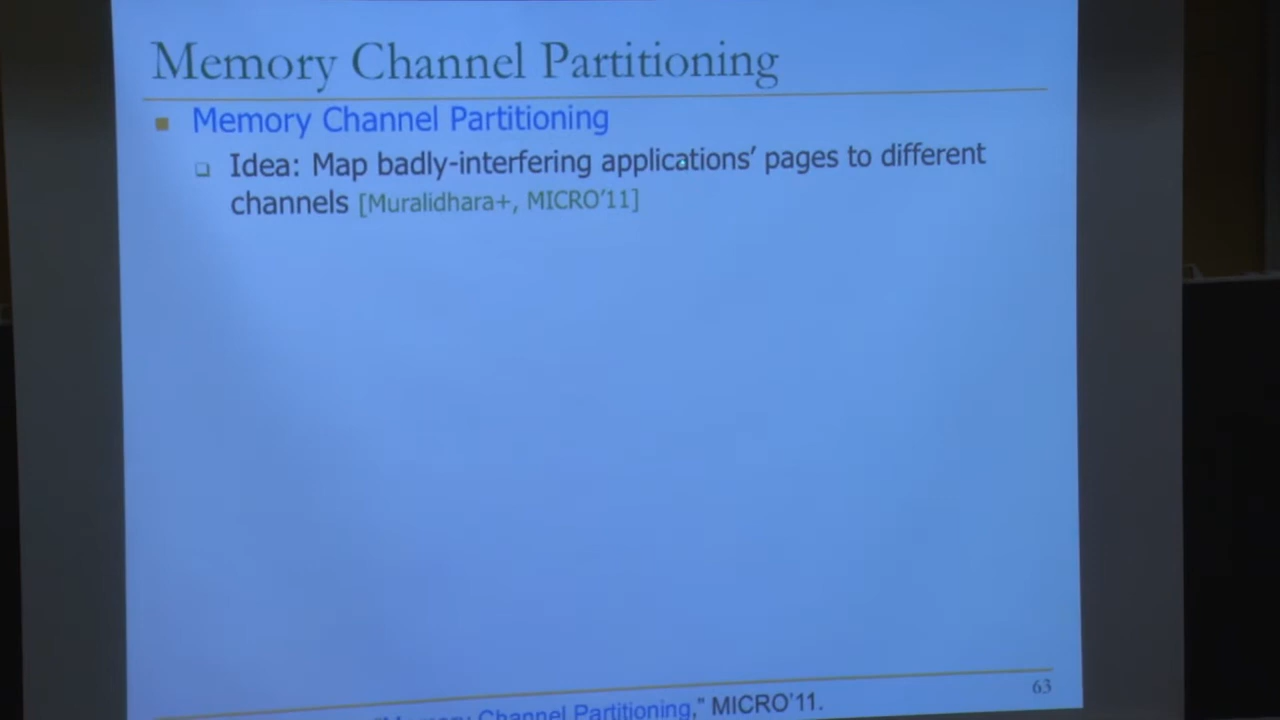 Memory Channel Partitioning
Memory Channel Partitioning
Idea: Map badly-interfering applications' pages to different
channels [Muralidhara+, MICRO'11]
63
"Memory Channel Partitioning," MICRO'11.